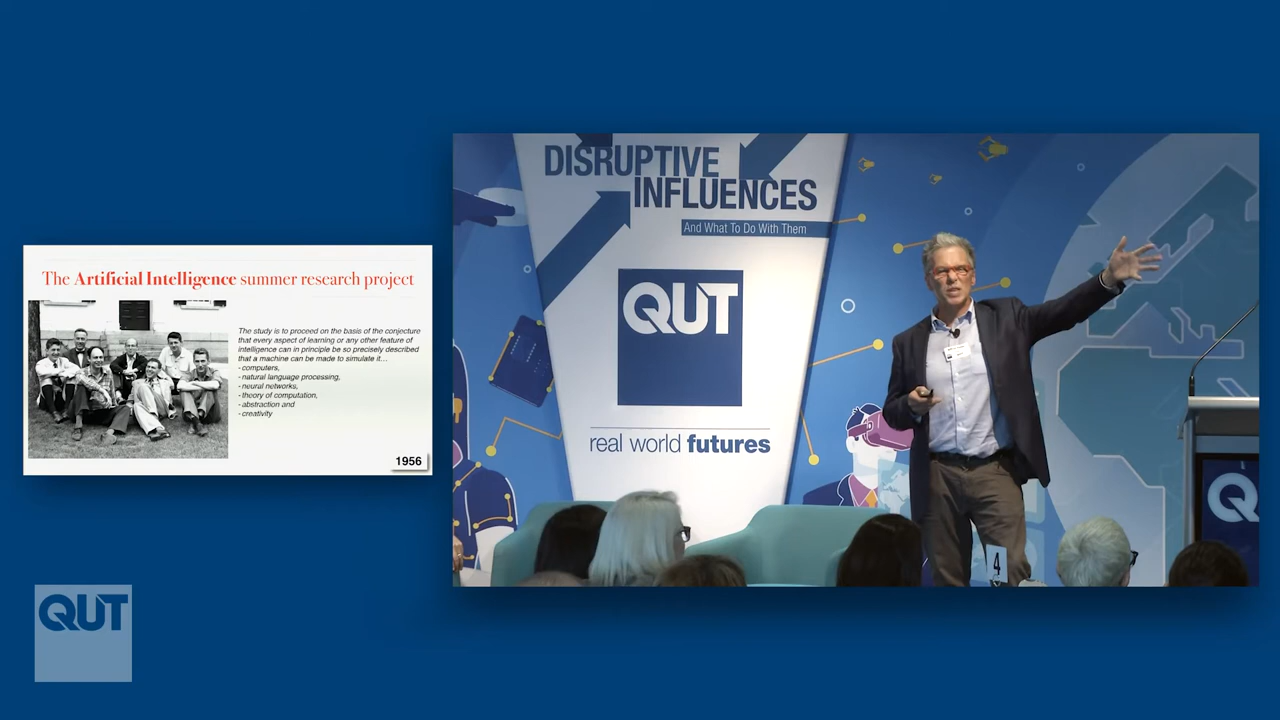 The Artificial Intelligence summer research project
The study is to proceed on the basis of the conjecture
that every aspect of learning or any other feature of
intelligence can in principle be so precisely described
that a machine can be made to simulate it...
- computers,
- natural language processing,
- neural networks,
- theory of computation,
- abstraction and
- creativity
1956
QUT
DISRUPTIVE
INFLUENCES
And What To Do With Them
QUT
real world futures
4
Q